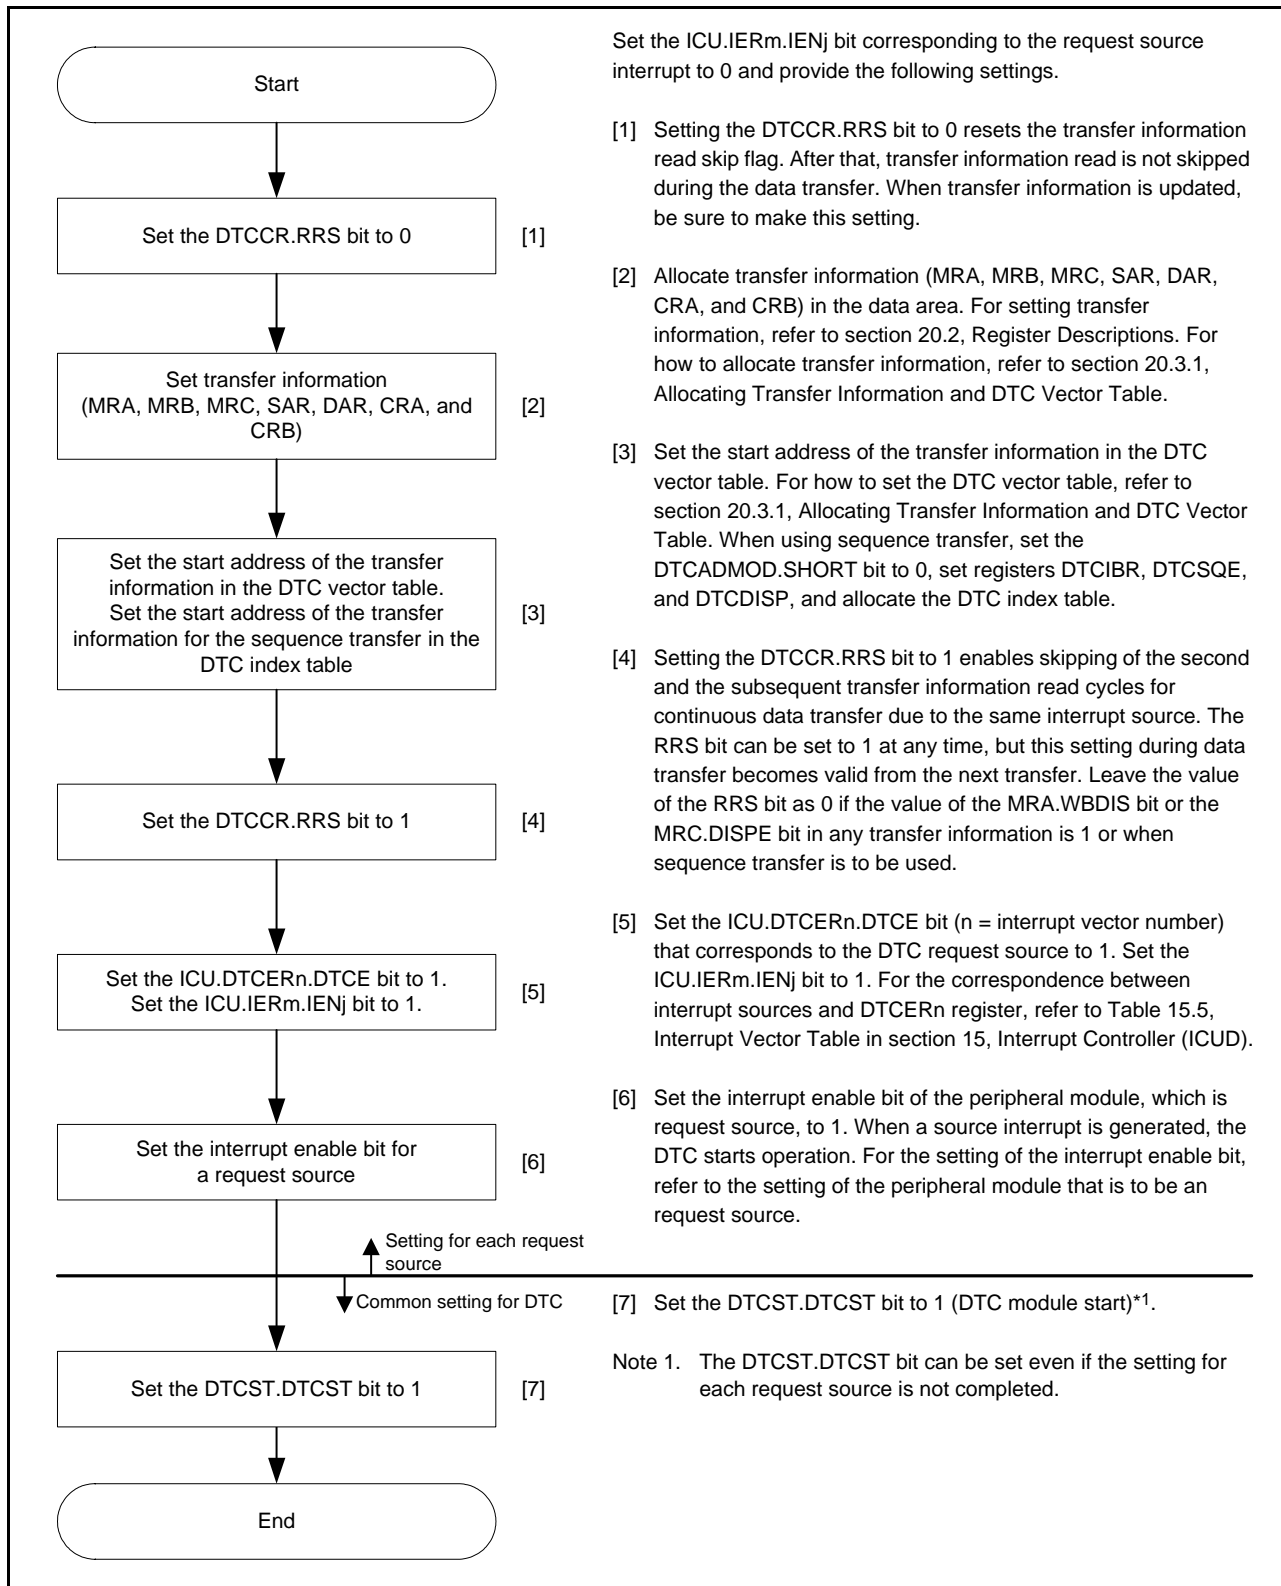 Start
Set the DTCCR.RRS bit to 0
[1]
Set transfer information
(MRA, MRB, MRC, SAR, DAR, CRA, and
CRB)
[2]
Set the start address of the transfer
information in the DTC vector table.
Set the start address of the transfer
information for the sequence transfer in the
DTC index table
[3]
Set the DTCCR.RRS bit to 1
[4]
Set the ICU.DTCERn.DTCE bit to 1.
Set the ICU.IERm.IENj bit to 1.
[5]
Set the interrupt enable bit for
a request source
[6]
Setting for each request
source
Common setting for DTC
Set the DTCST.DTCST bit to 1
[7]
End
Set the ICU.IERm.IENj bit corresponding to the request source
interrupt to 0 and provide the following settings.
[1] Setting the DTCCR.RRS bit to 0 resets the transfer information
read skip flag. After that, transfer information read is not skipped
during the data transfer. When transfer information is updated,
be sure to make this setting.
[2] Allocate transfer information (MRA, MRB, MRC, SAR, DAR,
CRA, and CRB) in the data area. For setting transfer
information, refer to section 20.2, Register Descriptions. For
how to allocate transfer information, refer to section 20.3.1,
Allocating Transfer Information and DTC Vector Table.
[3] Set the start address of the transfer information in the DTC
vector table. For how to set the DTC vector table, refer to
section 20.3.1, Allocating Transfer Information and DTC Vector
Table. When using sequence transfer, set the
DTCADMOD.SHORT bit to 0, set registers DTCIBR, DTCSQE,
and DTCDISP, and allocate the DTC index table.
[4] Setting the DTCCR.RRS bit to 1 enables skipping of the second
and the subsequent transfer information read cycles for
continuous data transfer due to the same interrupt source. The
RRS bit can be set to 1 at any time, but this setting during data
transfer becomes valid from the next transfer. Leave the value
of the RRS bit as 0 if the value of the MRA.WBDIS bit or the
MRC.DISPE bit in any transfer information is 1 or when
sequence transfer is to be used.
[5] Set the ICU.DTCERn.DTCE bit (n = interrupt vector number)
that corresponds to the DTC request source to 1. Set the
ICU.IERm.IENj bit to 1. For the correspondence between
interrupt sources and DTCERn register, refer to Table 15.5,
Interrupt Vector Table in section 15, Interrupt Controller (ICUD).
[6] Set the interrupt enable bit of the peripheral module, which is
request source, to 1. When a source interrupt is generated, the
DTC starts operation. For the setting of the interrupt enable bit,
refer to the setting of the peripheral module that is to be an
request source.
[7] Set the DTCST.DTCST bit to 1 (DTC module start)*1.
Note 1. The DTCST.DTCST bit can be set even if the setting for
each request source is not completed.